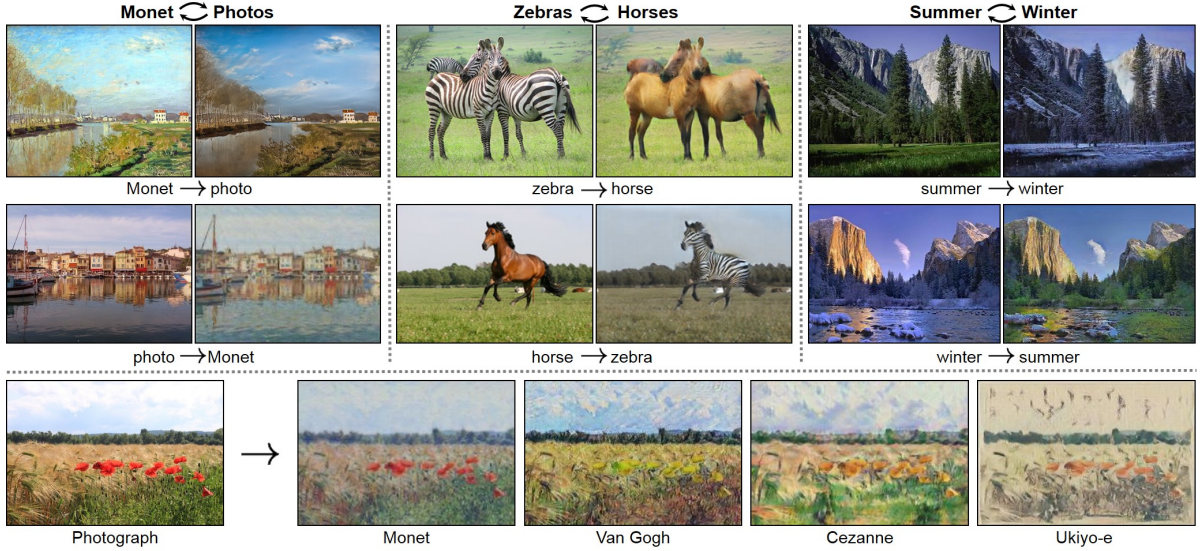 Monet Photos
Zebras Horses
Summer Winter
Monet → photo
zebra → horse
summer → winter
photo → Monet
horse → zebra
winter → summer
Photograph
Monet
Van Gogh
Cezanne
Ukiyo-e